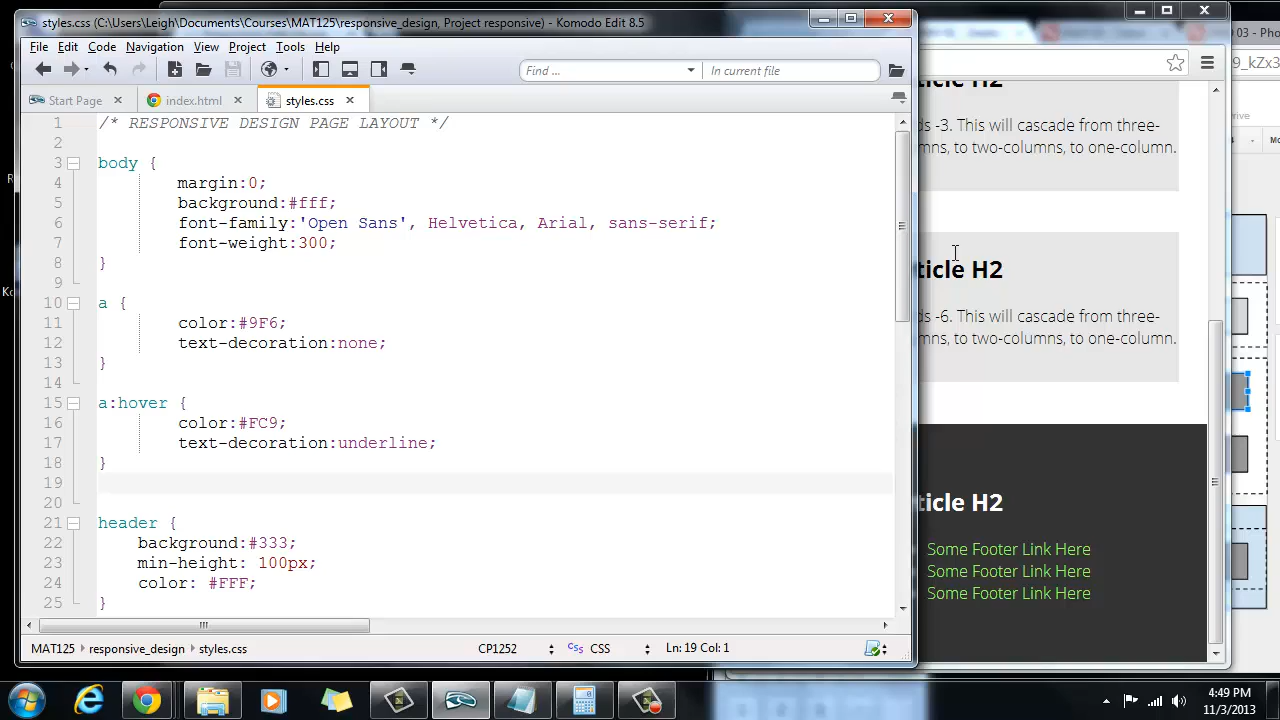 styles.css (C:\Users\Leigh\Documents\Courses\MAT125\responsive_design, Project responsive) - Komodo Edit 8.5
File Edit Code Navigation View Project Tools Help
Find ...
In current file
Start Page
index.html
styles.css
1 /* RESPONSIVE DESIGN PAGE LAYOUT */
2
3 body {
4 margin:0;
5 background:#fff;
6 font-family:'Open Sans', Helvetica, Arial, sans-serif;
7 font-weight:300;
8 }
9
10 a {
11 color:#9F6;
12 text-decoration:none;
13 }
14
15 a:hover {
16 color:#FC9;
17 text-decoration:underline;
18 }
19
20
21 header {
22 background:#333;
23 min-height: 100px;
24 color: #FFF;
25 }
MAT125 responsive_design styles.css
CP1252
CSS
Ln: 19 Col: 1
ticle H2
ds -3. This will cascade from three-
mns, to two-columns, to one-column.
ticle H2
ds -6. This will cascade from three-
mns, to two-columns, to one-column.
ticle H2
Some Footer Link Here
Some Footer Link Here
Some Footer Link Here
03 - Pho
9_kZx3
4:49 PM
11/3/2013